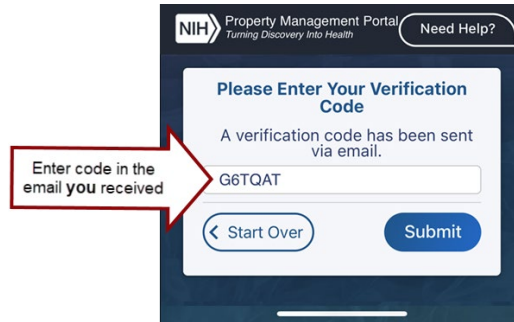 NIH
Property Management Portal
Turning Discovery Into Health
Need Help?
Please Enter Your Verification
Code
A verification code has been sent
via email.
Enter code in the
email you received
G6TQAT
Start Over
Submit